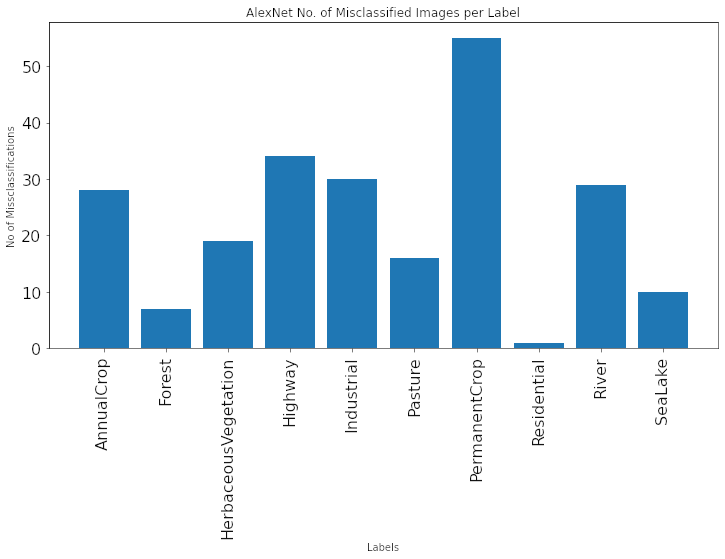 AlexNet No. of Misclassified Images per Label
No of Missclassifications
50
40
30
20
10
0
AnnualCrop
Forest
HerbaceousVegetation
Highway
Industrial
Pasture
PermanentCrop
Residential
River
SeaLake
Labels